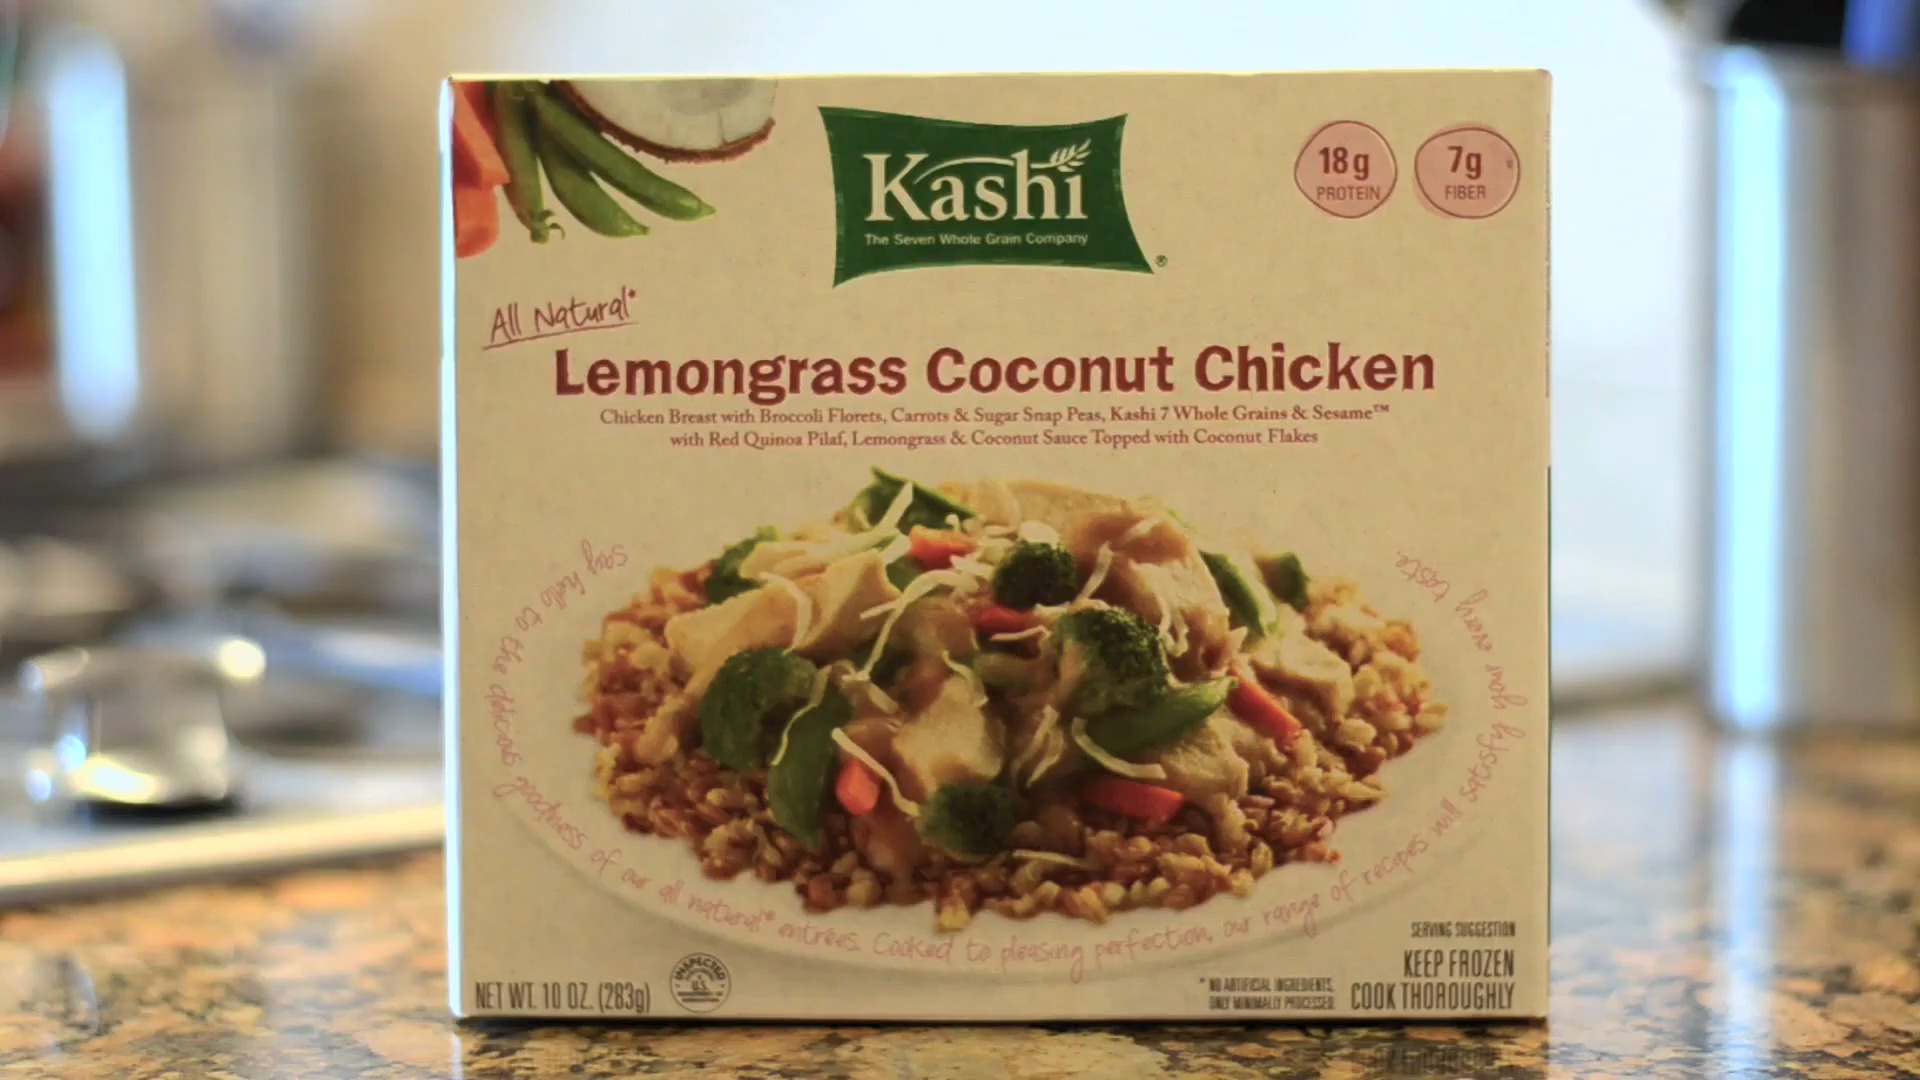 Kashi
The Seven Whole Grain Company
®
18g
PROTEIN
7g
FIBER
All Natural*
Lemongrass Coconut Chicken
Chicken Breast with Broccoli Florets, Carrots & Sugar Snap Peas, Kashi 7 Whole Grains & Sesame™
with Red Quinoa Pilaf, Lemongrass & Coconut Sauce Topped with Coconut Flakes
say hello to the delicious goodness of our all natural* entrées. Cooked to pleasing perfection, our range of recipes will satisfy your every taste.
NET WT. 10 OZ. (283g)
INSPECTED
U.S.
* NO ARTIFICIAL INGREDIENTS.
ONLY MINIMALLY PROCESSED
SERVING SUGGESTION
KEEP FROZEN
COOK THOROUGHLY